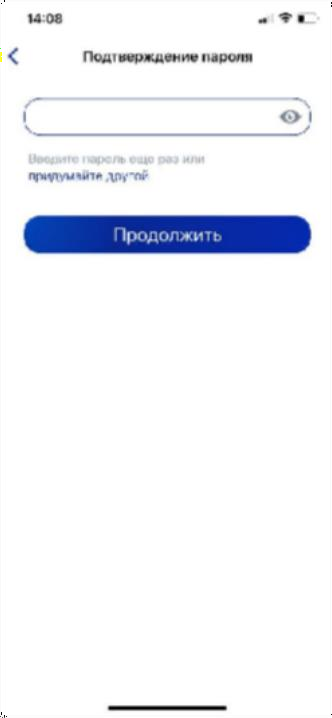 14:08
Подтверждение пароля
Введите пароль еще раз или
придумайте другой
Продолжить